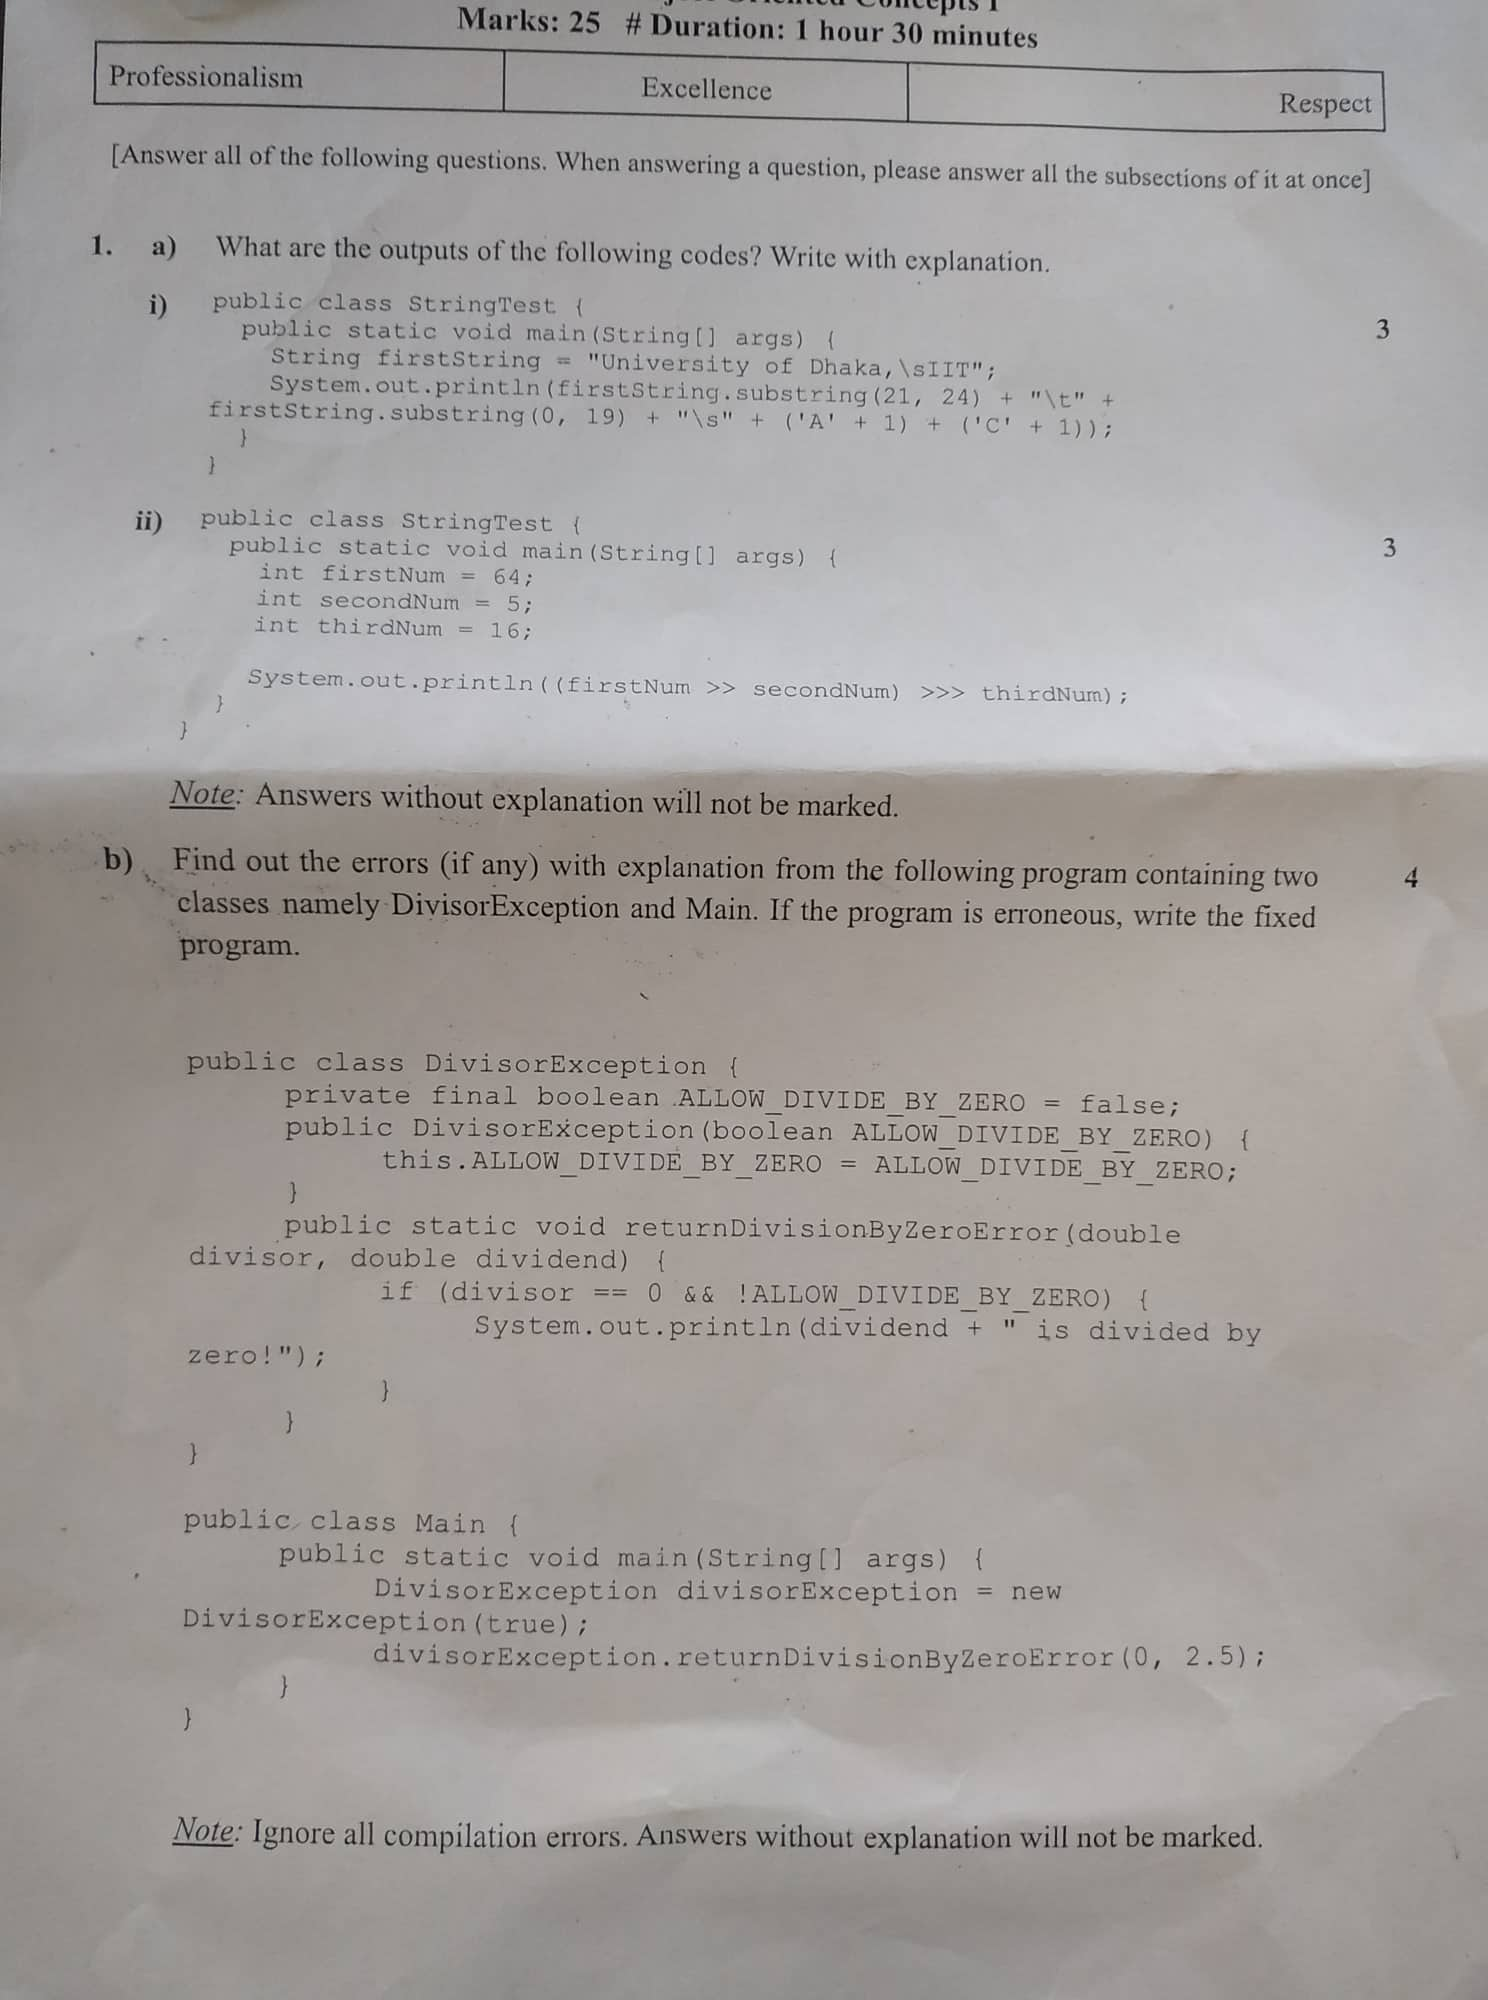 Concepts I
Marks: 25 # Duration: 1 hour 30 minutes
Professionalism Excellence Respect
[Answer all of the following questions. When answering a question, please answer all the subsections of it at once]
1. a) What are the outputs of the following codes? Write with explanation.
i) public class StringTest {
3
public static void main(String[] args) {
String firstString = "University of Dhaka,\sIIT";
System.out.println(firstString.substring(21, 24) + "\t" +
firstString.substring(0, 19) + "\s" + ('A' + 1) + ('C' + 1));
}
}
ii) public class StringTest {
3
public static void main(String[] args) {
int firstNum = 64;
int secondNum = 5;
int thirdNum = 16;
System.out.println((firstNum >> secondNum) >>> thirdNum);
}
}
Note: Answers without explanation will not be marked.
b) Find out the errors (if any) with explanation from the following program containing two 4
classes namely DivisorException and Main. If the program is erroneous, write the fixed
program.
public class DivisorException {
private final boolean ALLOW_DIVIDE_BY_ZERO = false;
public DivisorException(boolean ALLOW_DIVIDE_BY_ZERO) {
this.ALLOW_DIVIDE_BY_ZERO = ALLOW_DIVIDE_BY_ZERO;
}
public static void returnDivisionByZeroError(double
divisor, double dividend) {
if (divisor == 0 && !ALLOW_DIVIDE_BY_ZERO) {
System.out.println(dividend + " is divided by
zero!");
}
}
}
public class Main {
public static void main(String[] args) {
DivisorException divisorException = new
DivisorException(true);
divisorException.returnDivisionByZeroError(0, 2.5);
}
}
Note: Ignore all compilation errors. Answers without explanation will not be marked.